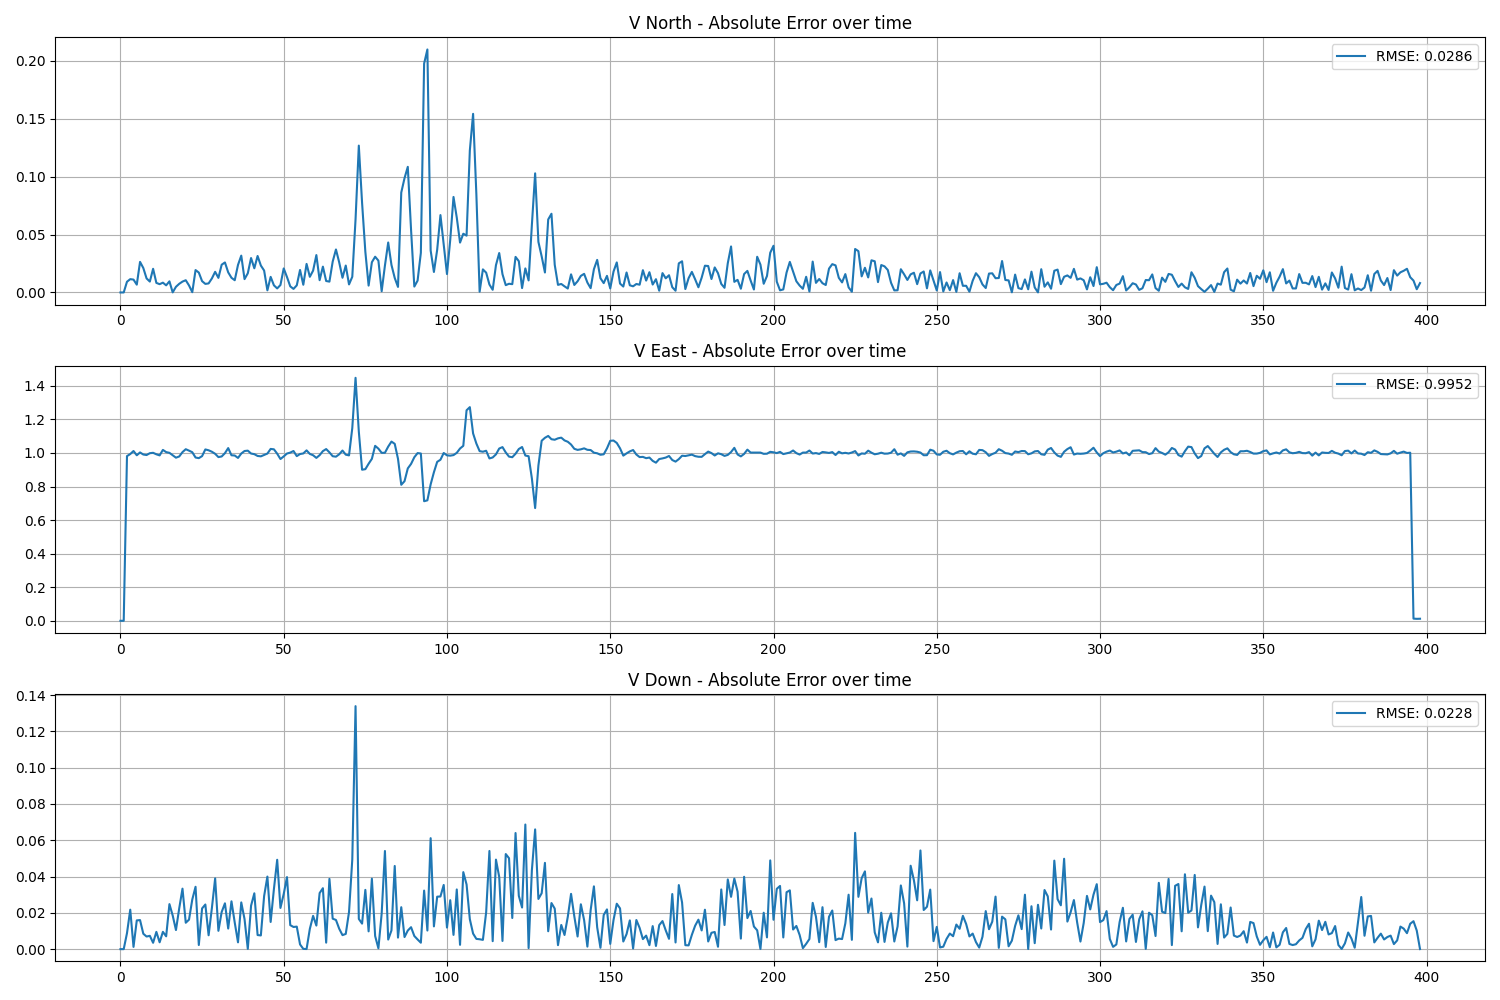 V North - Absolute Error over time
RMSE: 0.0286
0.20
0.15
0.10
0.05
0.00
0 50 100 150 200 250 300 350 400
V East - Absolute Error over time
RMSE: 0.9952
1.4
1.2
1.0
0.8
0.6
0.4
0.2
0.0
0 50 100 150 200 250 300 350 400
V Down - Absolute Error over time
RMSE: 0.0228
0.14
0.12
0.10
0.08
0.06
0.04
0.02
0.00
0 50 100 150 200 250 300 350 400